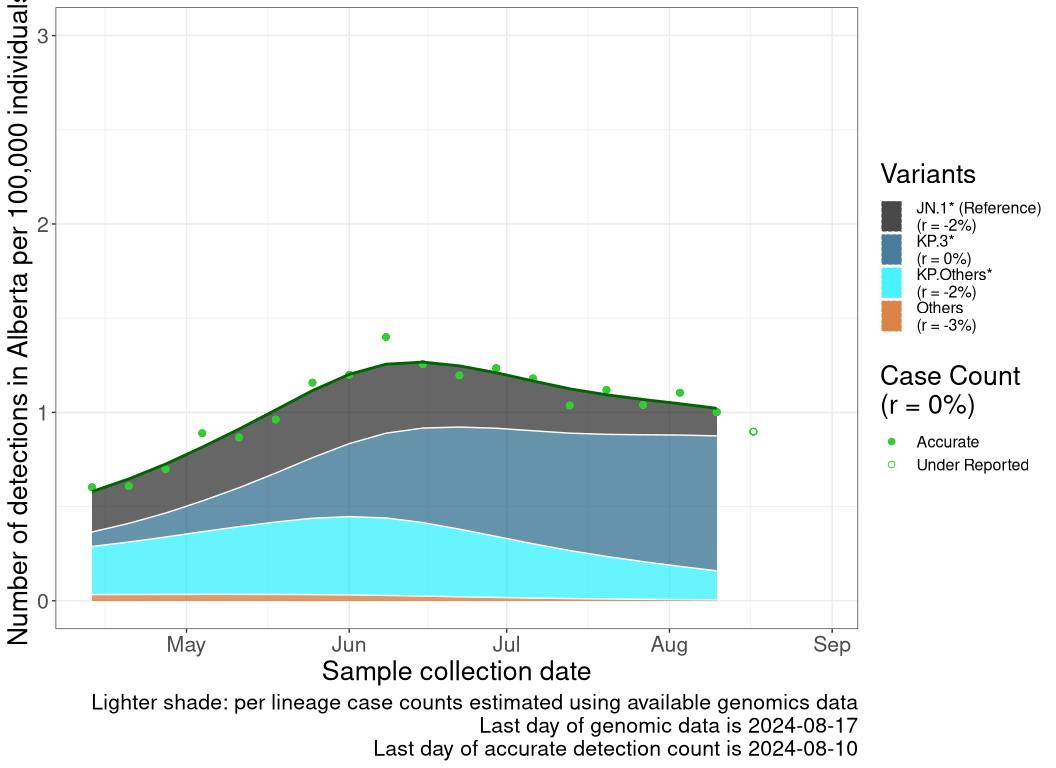 Number of detections in Alberta per 100,000 individuals
3
2
1
0
May
Jun
Jul
Aug
Sep
Sample collection date
Lighter shade: per lineage case counts estimated using available genomics data
Last day of genomic data is 2024-08-17
Last day of accurate detection count is 2024-08-10
Variants
JN.1* (Reference)
(r = -2%)
KP.3*
(r = 0%)
KP.Others*
(r = -2%)
Others
(r = -3%)
Case Count
(r = 0%)
Accurate
Under Reported